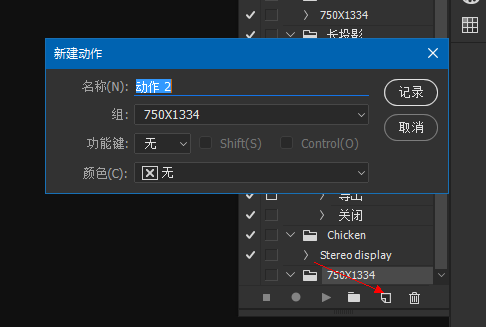 750X1334
长投影
新建动作
名称(N): 动作 2
记录
组: 750X1334
取消
功能键: 无 Shift(S) Control(O)
颜色(C): 无
导出
关闭
Chicken
Stereo display
750X1334